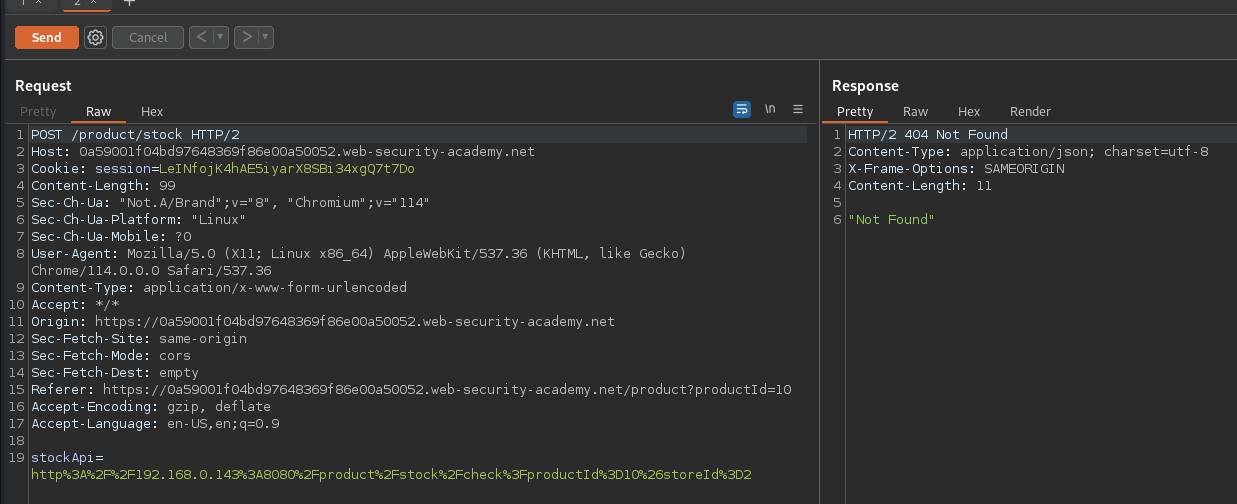 1 × 2 × +
Send Cancel < >
Request
Pretty Raw Hex \n
1 POST /product/stock HTTP/2
2 Host: 0a59001f04bd97648369f86e00a50052.web-security-academy.net
3 Cookie: session=LeINfojK4hAE5iyarX8SBi34xgQ7t7Do
4 Content-Length: 99
5 Sec-Ch-Ua: "Not.A/Brand";v="8", "Chromium";v="114"
6 Sec-Ch-Ua-Platform: "Linux"
7 Sec-Ch-Ua-Mobile: ?0
8 User-Agent: Mozilla/5.0 (X11; Linux x86_64) AppleWebKit/537.36 (KHTML, like Gecko)
Chrome/114.0.0.0 Safari/537.36
9 Content-Type: application/x-www-form-urlencoded
10 Accept: */*
11 Origin: https://0a59001f04bd97648369f86e00a50052.web-security-academy.net
12 Sec-Fetch-Site: same-origin
13 Sec-Fetch-Mode: cors
14 Sec-Fetch-Dest: empty
15 Referer: https://0a59001f04bd97648369f86e00a50052.web-security-academy.net/product?productId=10
16 Accept-Encoding: gzip, deflate
17 Accept-Language: en-US,en;q=0.9
18
19 stockApi=
http%3A%2F%2F192.168.0.143%3A8080%2Fproduct%2Fstock%2Fcheck%3FproductId%3D10%26storeId%3D2
Response
Pretty Raw Hex Render
1 HTTP/2 404 Not Found
2 Content-Type: application/json; charset=utf-8
3 X-Frame-Options: SAMEORIGIN
4 Content-Length: 11
5
6 "Not Found"